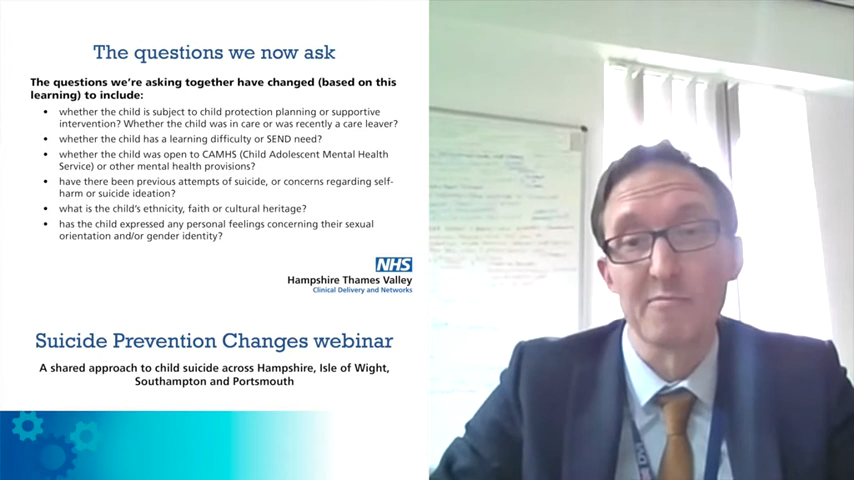 The questions we now ask
The questions we're asking together have changed (based on this
learning) to include:
• whether the child is subject to child protection planning or supportive
intervention? Whether the child was in care or was recently a care leaver?
• whether the child has a learning difficulty or SEND need?
• whether the child was open to CAMHS (Child Adolescent Mental Health
Service) or other mental health provisions?
• have there been previous attempts of suicide, or concerns regarding self-
harm or suicide ideation?
• what is the child's ethnicity, faith or cultural heritage?
• has the child expressed any personal feelings concerning their sexual
orientation and/or gender identity?
NHS
Hampshire Thames Valley
Clinical Delivery and Networks
Suicide Prevention Changes webinar
A shared approach to child suicide across Hampshire, Isle of Wight,
Southampton and Portsmouth